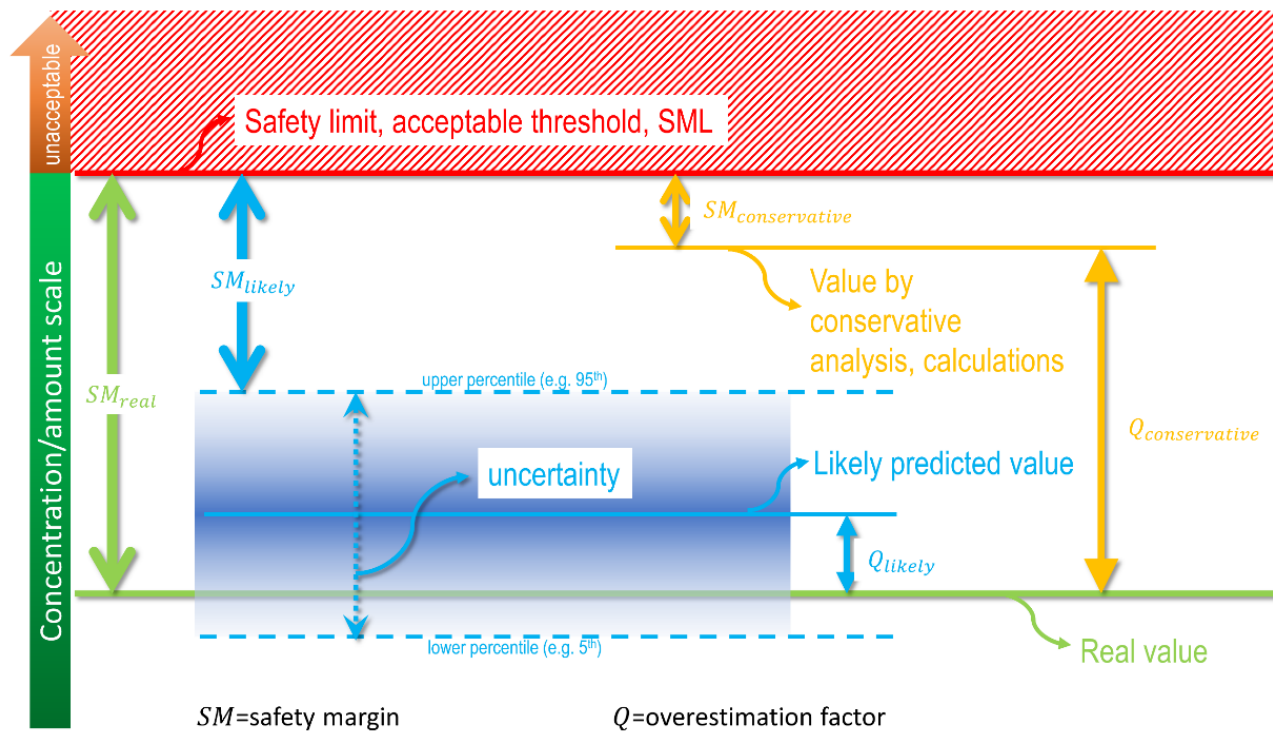 unacceptable
Safety limit, acceptable threshold, SML
SM_conservative
SM_likely
Value by
conservative
analysis, calculations
Concentration/amount scale
upper percentile (e.g. 95th)
SM_real
Q_conservative
Likely predicted value
uncertainty
Q_likely
lower percentile (e.g. 5th)
Real value
SM=safety margin
Q=overestimation factor